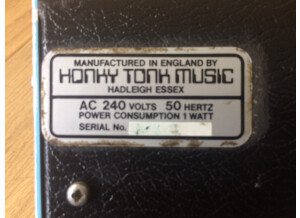 MANUFACTURED IN ENGLAND BY
HONKY TONK MUSIC
HADLEIGH ESSEX
AC 240 VOLTS 50 HERTZ
POWER CONSUMPTION 1 WATT
SERIAL No.